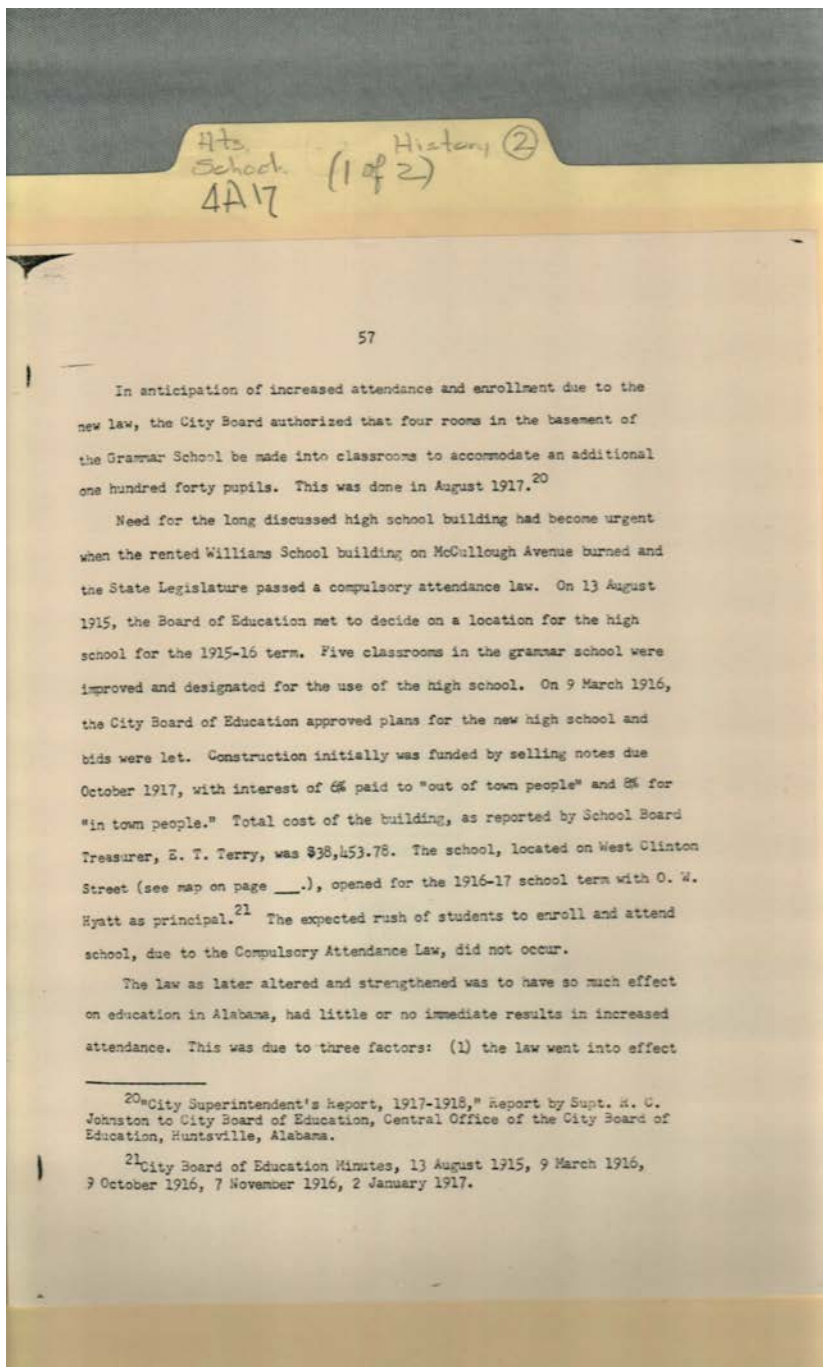 Hts. History ②
School (1 of 2)
4A17
57
In anticipation of increased attendance and enrollment due to the
new law, the City Board authorized that four rooms in the basement of
the Grammar School be made into classrooms to accommodate an additional
one hundred forty pupils. This was done in August 1917.20
Need for the long discussed high school building had become urgent
when the rented Williams School building on McCullough Avenue burned and
the State Legislature passed a compulsory attendance law. On 13 August
1915, the Board of Education met to decide on a location for the high
school for the 1915-16 term. Five classrooms in the grammar school were
improved and designated for the use of the high school. On 9 March 1916,
the City Board of Education approved plans for the new high school and
bids were let. Construction initially was funded by selling notes due
October 1917, with interest of 6% paid to "out of town people" and 8% for
"in town people." Total cost of the building, as reported by School Board
Treasurer, E. T. Terry, was $38,453.78. The school, located on West Clinton
Street (see map on page ___.), opened for the 1916-17 school term with O. W.
Hyatt as principal.21 The expected rush of students to enroll and attend
school, due to the Compulsory Attendance Law, did not occur.
The law as later altered and strengthened was to have so much effect
on education in Alabama, had little or no immediate results in increased
attendance. This was due to three factors: (1) the law went into effect
20"City Superintendent's Report, 1917-1918," Report by Supt. R. C.
Johnston to City Board of Education, Central Office of the City Board of
Education, Huntsville, Alabama.
21City Board of Education Minutes, 13 August 1915, 9 March 1916,
9 October 1916, 7 November 1916, 2 January 1917.